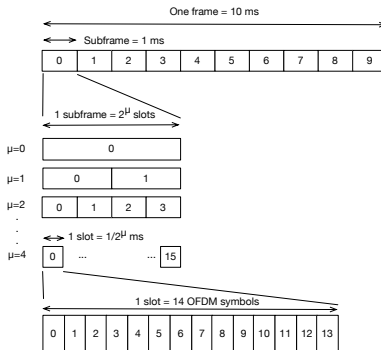 One frame = 10 ms
Subframe = 1 ms
0 1 2 3 4 5 6 7 8 9
1 subframe = 2^μ slots
μ=0 0
μ=1 0 1
μ=2 0 1 2 3
.
.
.
1 slot = 1/2^μ ms
μ=4 0 ... ... 15
1 slot = 14 OFDM symbols
0 1 2 3 4 5 6 7 8 9 10 11 12 13